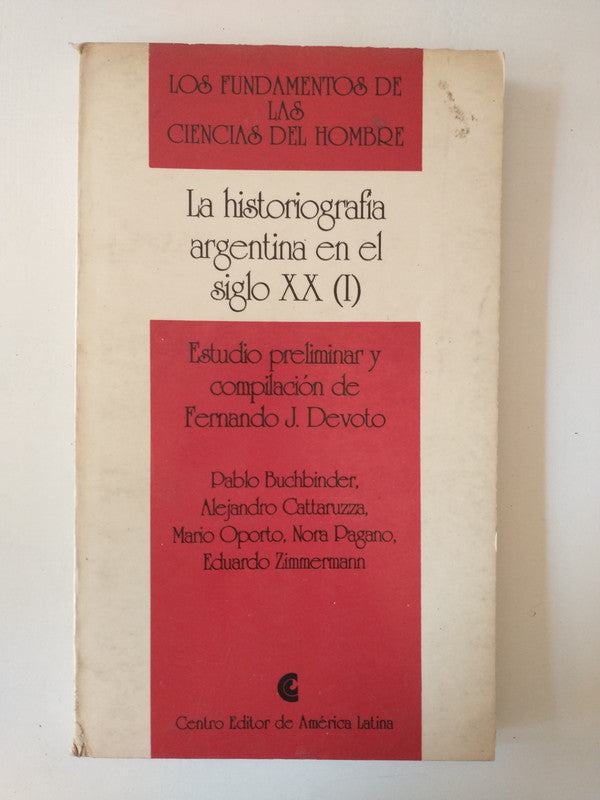 LOS FUNDAMENTOS DE
LAS
CIENCIAS DEL HOMBRE
La historiografía
argentina en el
siglo XX (I)
Estudio preliminar y
compilación de
Fernando J. Devoto
Pablo Buchbinder,
Alejandro Cattaruzza,
Mario Oporto, Nora Pagano,
Eduardo Zimmermann
Centro Editor de América Latina